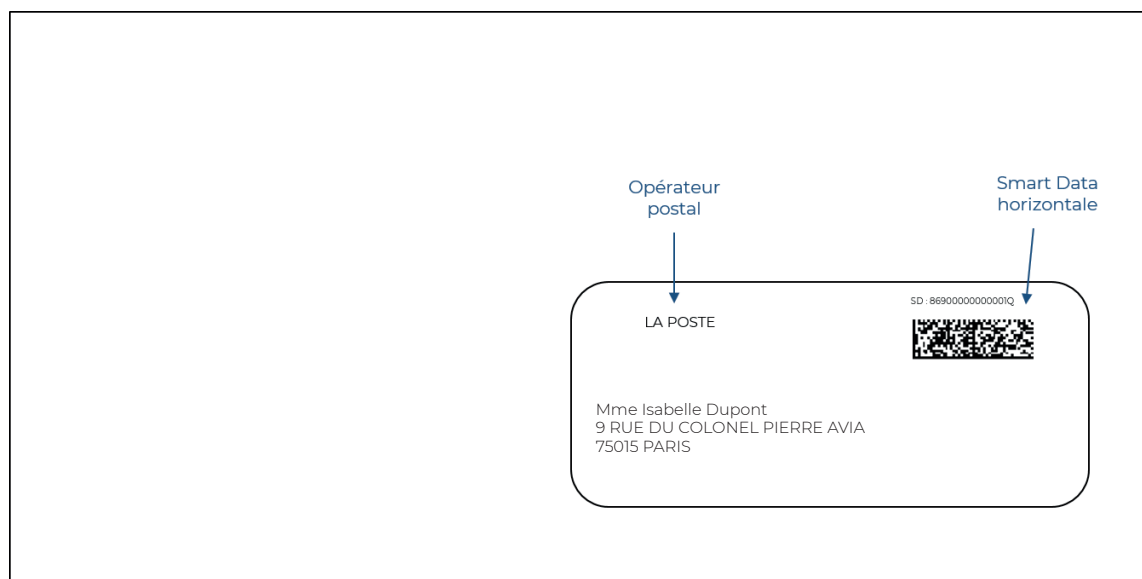 Opérateur
postal
Smart Data
horizontale
SD : 86900000000001Q
LA POSTE
Mme Isabelle Dupont
9 RUE DU COLONEL PIERRE AVIA
75015 PARIS